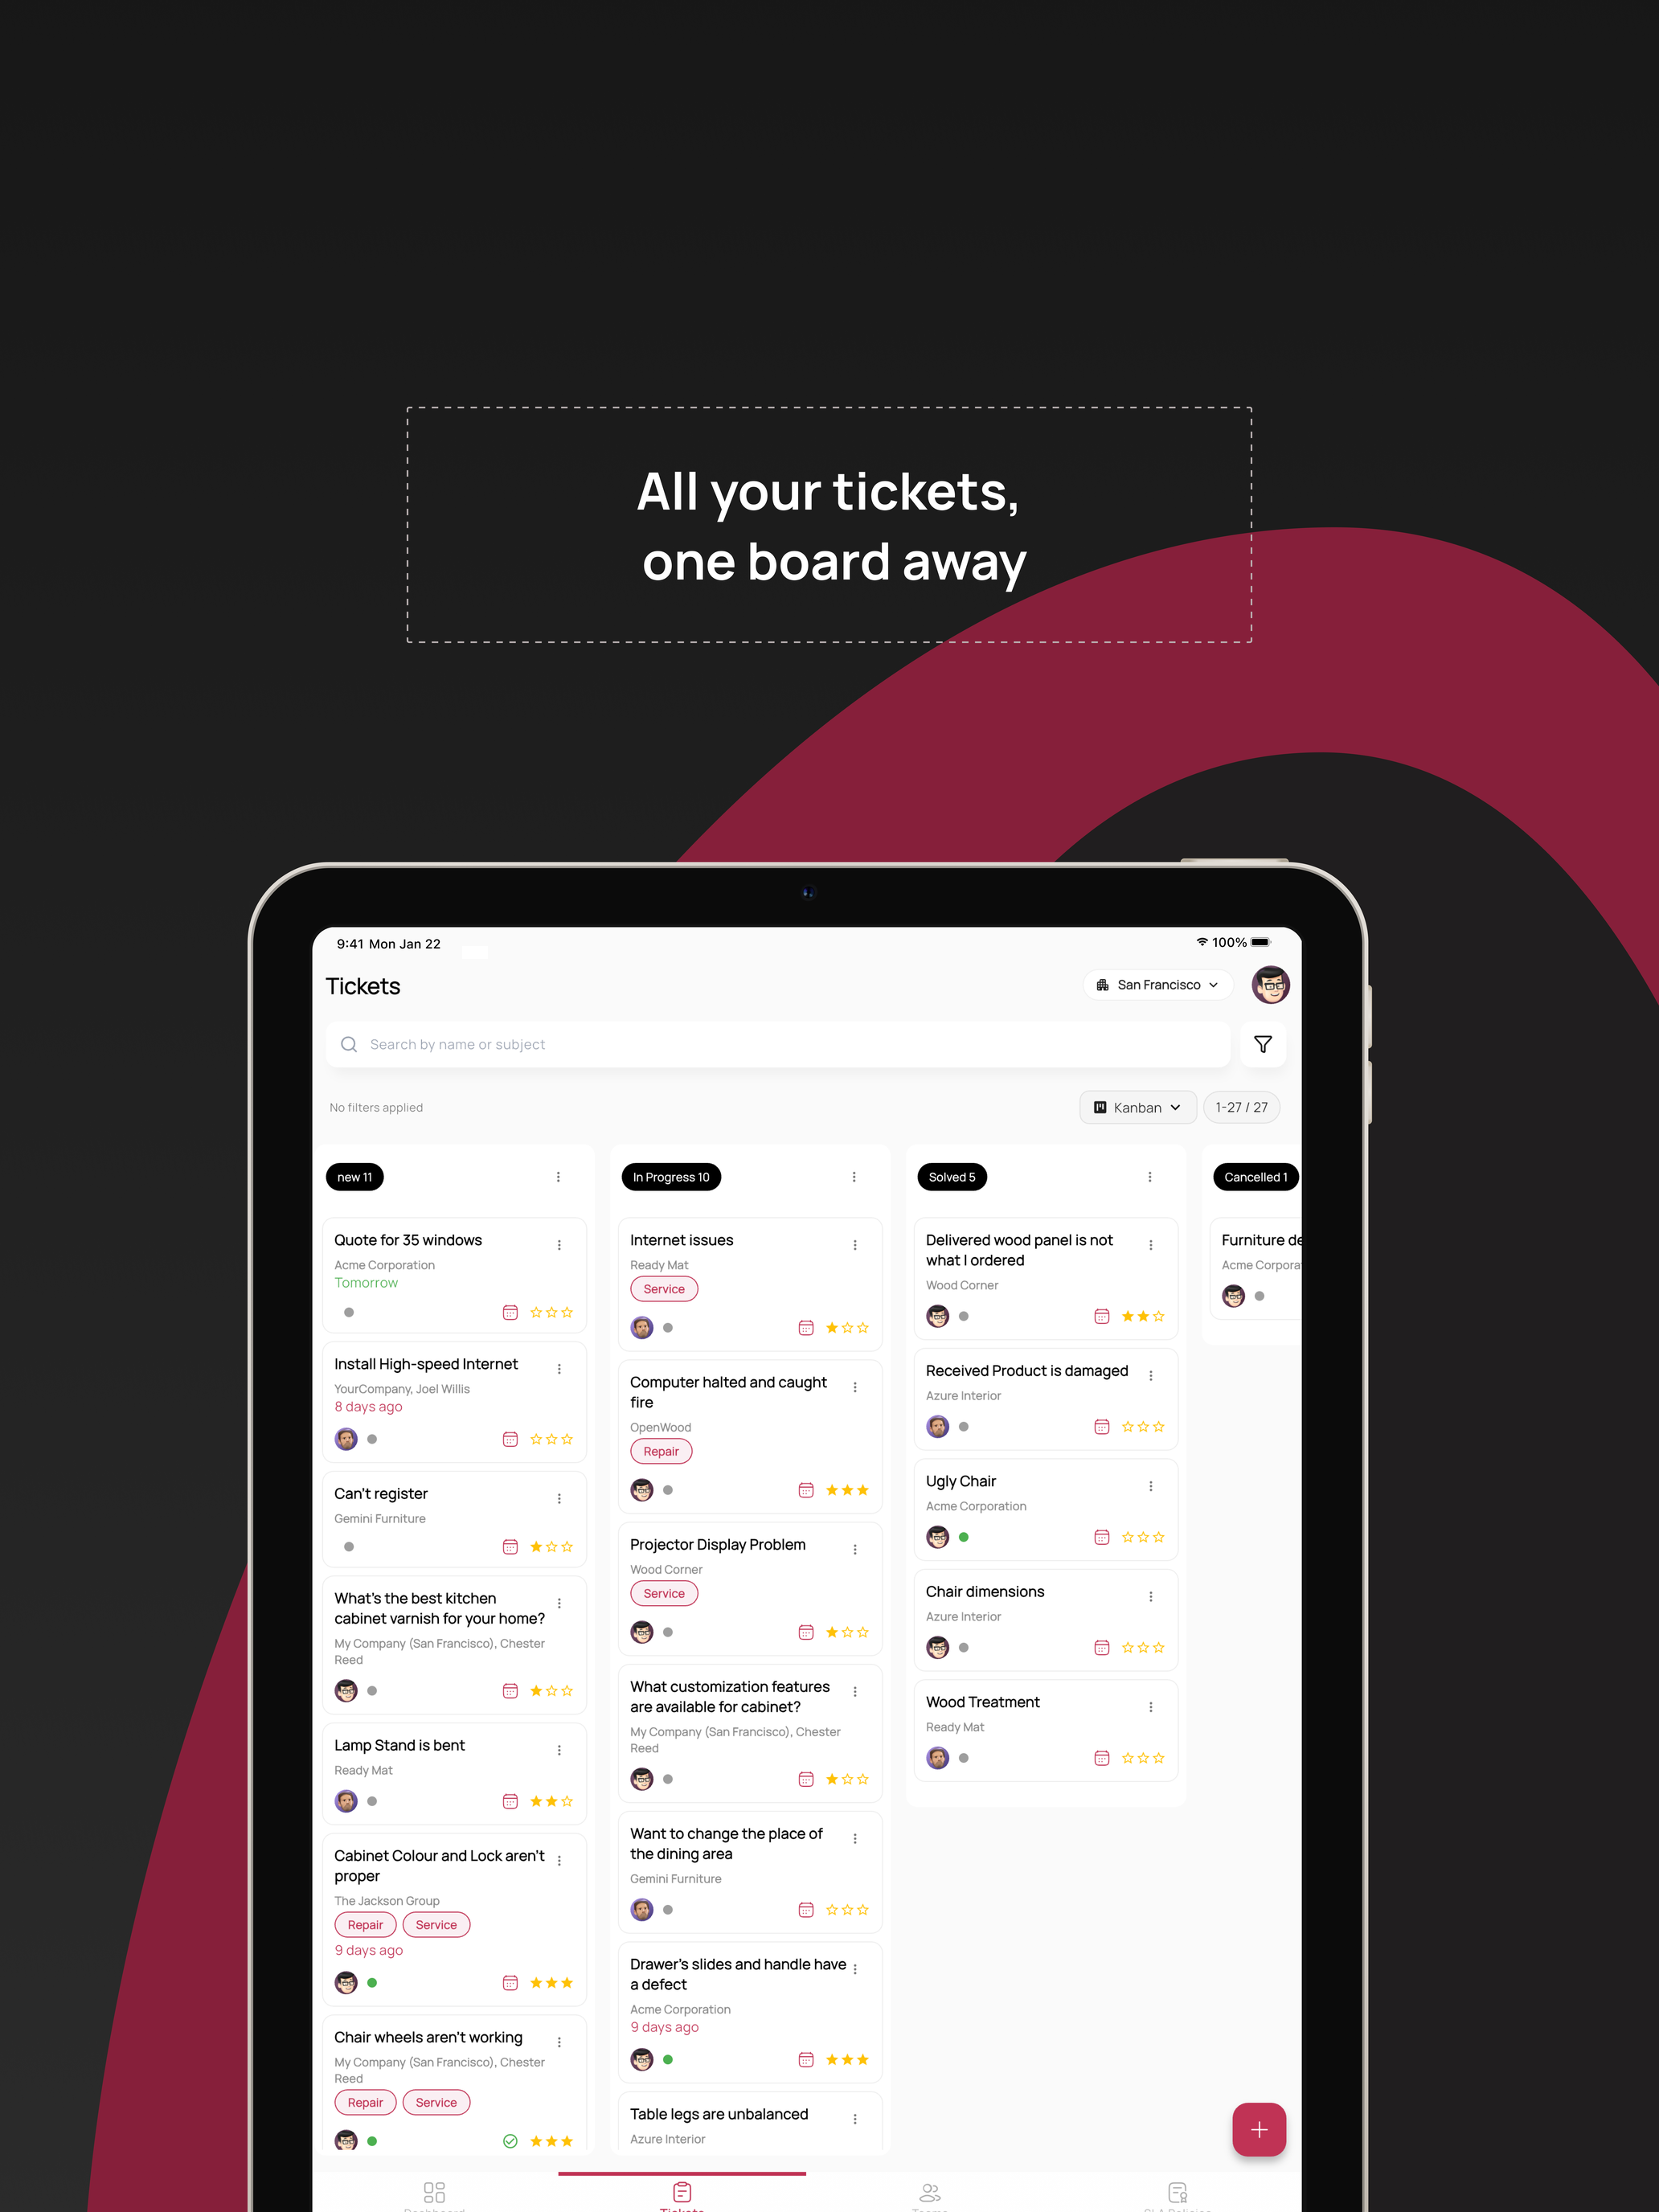 All your tickets,
one board away
9:41 Mon Jan 22
100%
Tickets
San Francisco
Search by name or subject
No filters applied
Kanban
1-27 / 27
new 11
Quote for 35 windows
Acme Corporation
Tomorrow
Install High-speed Internet
YourCompany, Joel Willis
8 days ago
Can't register
Gemini Furniture
What's the best kitchen
cabinet varnish for your home?
My Company (San Francisco), Chester
Reed
Lamp Stand is bent
Ready Mat
Cabinet Colour and Lock aren't
proper
The Jackson Group
Repair Service
9 days ago
Chair wheels aren't working
My Company (San Francisco), Chester
Reed
Repair Service
In Progress 10
Internet issues
Ready Mat
Service
Computer halted and caught
fire
OpenWood
Repair
Projector Display Problem
Wood Corner
Service
What customization features
are available for cabinet?
My Company (San Francisco), Chester
Reed
Want to change the place of
the dining area
Gemini Furniture
Drawer's slides and handle have
a defect
Acme Corporation
9 days ago
Table legs are unbalanced
Azure Interior
Solved 5
Delivered wood panel is not
what I ordered
Wood Corner
Received Product is damaged
Azure Interior
Ugly Chair
Acme Corporation
Chair dimensions
Azure Interior
Wood Treatment
Ready Mat
Cancelled 1
Furniture
Acme